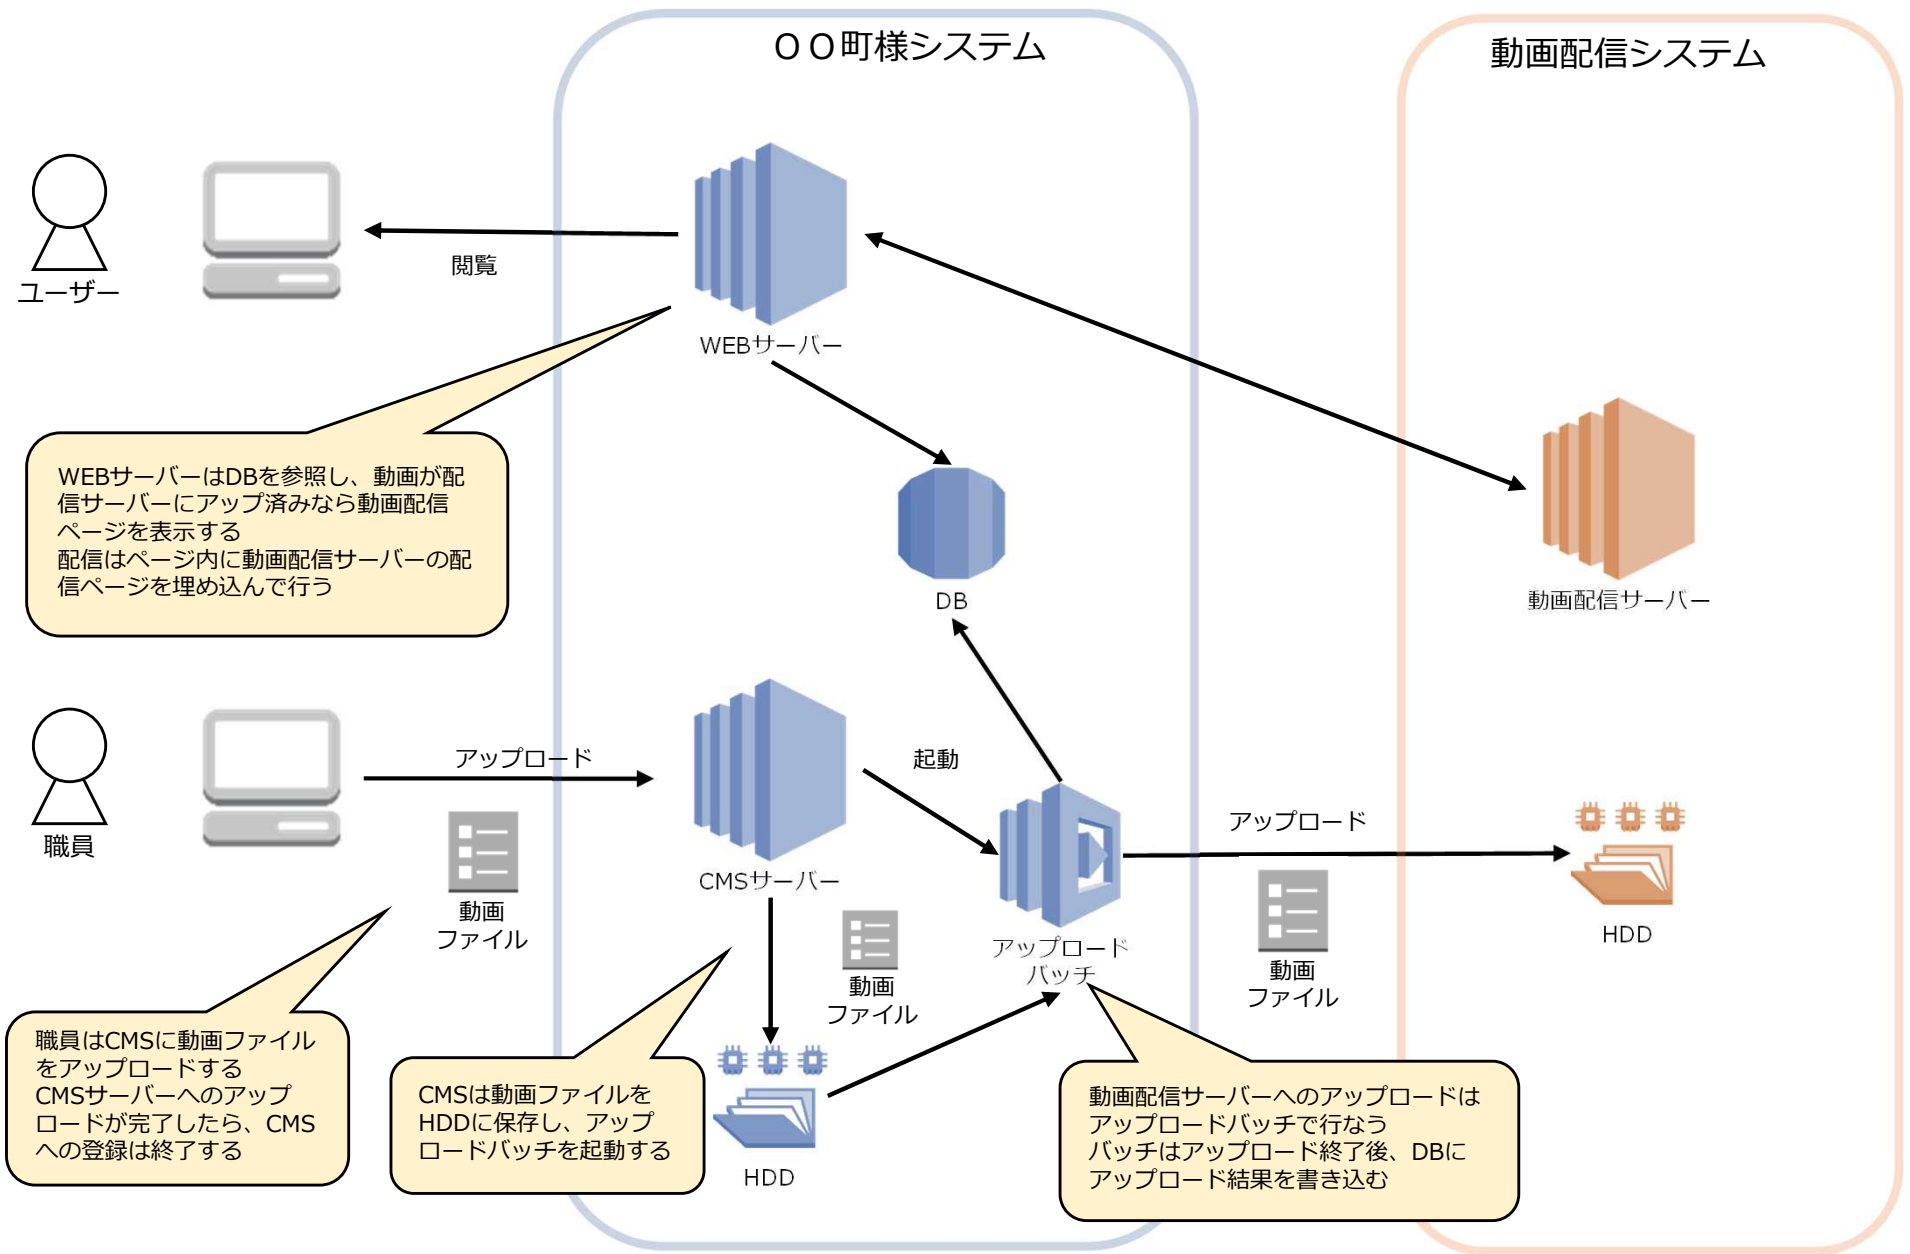 〇〇町様システム
動画配信システム
ユーザー
閲覧
WEBサーバー
WEBサーバーはDBを参照し、動画が配
信サーバーにアップ済みなら動画配信
ページを表示する
配信はページ内に動画配信サーバーの配
信ページを埋め込んで行う
DB
動画配信サーバー
職員
アップロード
動画
ファイル
CMSサーバー
起動
動画
ファイル
アップロード
バッチ
アップロード
動画
ファイル
HDD
職員はCMSに動画ファイル
をアップロードする
CMSサーバーへのアップ
ロードが完了したら、CMS
への登録は終了する
CMSは動画ファイルを
HDDに保存し、アップ
ロードバッチを起動する
HDD
動画配信サーバーへのアップロードは
アップロードバッチで行なう
バッチはアップロード終了後、DBに
アップロード結果を書き込む